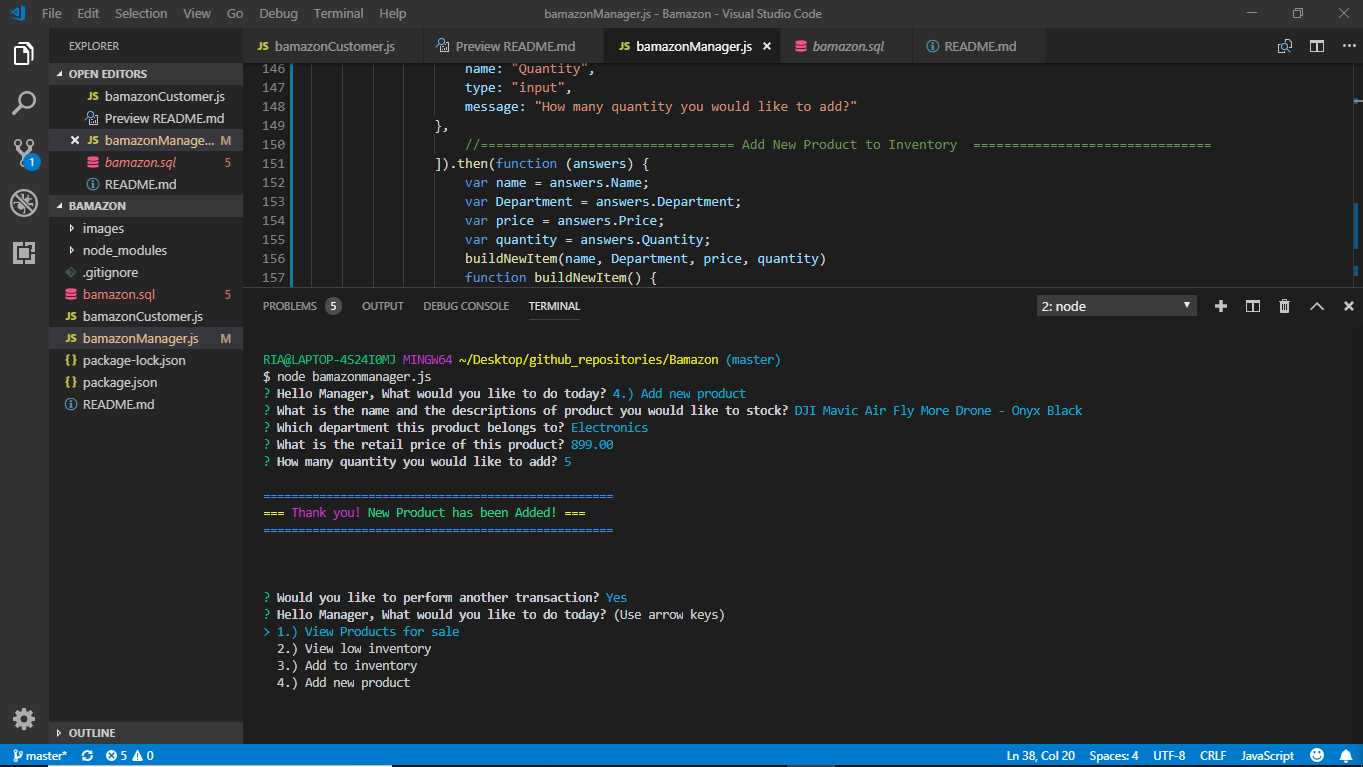 File Edit Selection View Go Debug Terminal Help bamazonManager.js - Bamazon - Visual Studio Code
EXPLORER
OPEN EDITORS
JS bamazonCustomer.js
Preview README.md
JS bamazonManage... M
bamazon.sql 5
README.md
BAMAZON
images
node_modules
.gitignore
bamazon.sql 5
JS bamazonCustomer.js
JS bamazonManager.js M
{} package-lock.json
{} package.json
README.md
OUTLINE
1
JS bamazonCustomer.js Preview README.md JS bamazonManager.js bamazon.sql README.md
146 name: "Quantity",
147 type: "input",
148 message: "How many quantity you would like to add?"
149 },
150 //================================= Add New Product to Inventory ===============================
151 ]).then(function (answers) {
152 var name = answers.Name;
153 var Department = answers.Department;
154 var price = answers.Price;
155 var quantity = answers.Quantity;
156 buildNewItem(name, Department, price, quantity)
157 function buildNewItem() {
PROBLEMS 5 OUTPUT DEBUG CONSOLE TERMINAL 2: node
RIA@LAPTOP-4S24I0MJ MINGW64 ~/Desktop/github_repositories/Bamazon (master)
$ node bamazonmanager.js
? Hello Manager, What would you like to do today? 4.) Add new product
? What is the name and the descriptions of product you would like to stock? DJI Mavic Air Fly More Drone - Onyx Black
? Which department this product belongs to? Electronics
? What is the retail price of this product? 899.00
? How many quantity you would like to add? 5
==================================================
=== Thank you! New Product has been Added! ===
==================================================
? Would you like to perform another transaction? Yes
? Hello Manager, What would you like to do today? (Use arrow keys)
> 1.) View Products for sale
2.) View low inventory
3.) Add to inventory
4.) Add new product
master* 5 0 Ln 38, Col 20 Spaces: 4 UTF-8 CRLF JavaScript